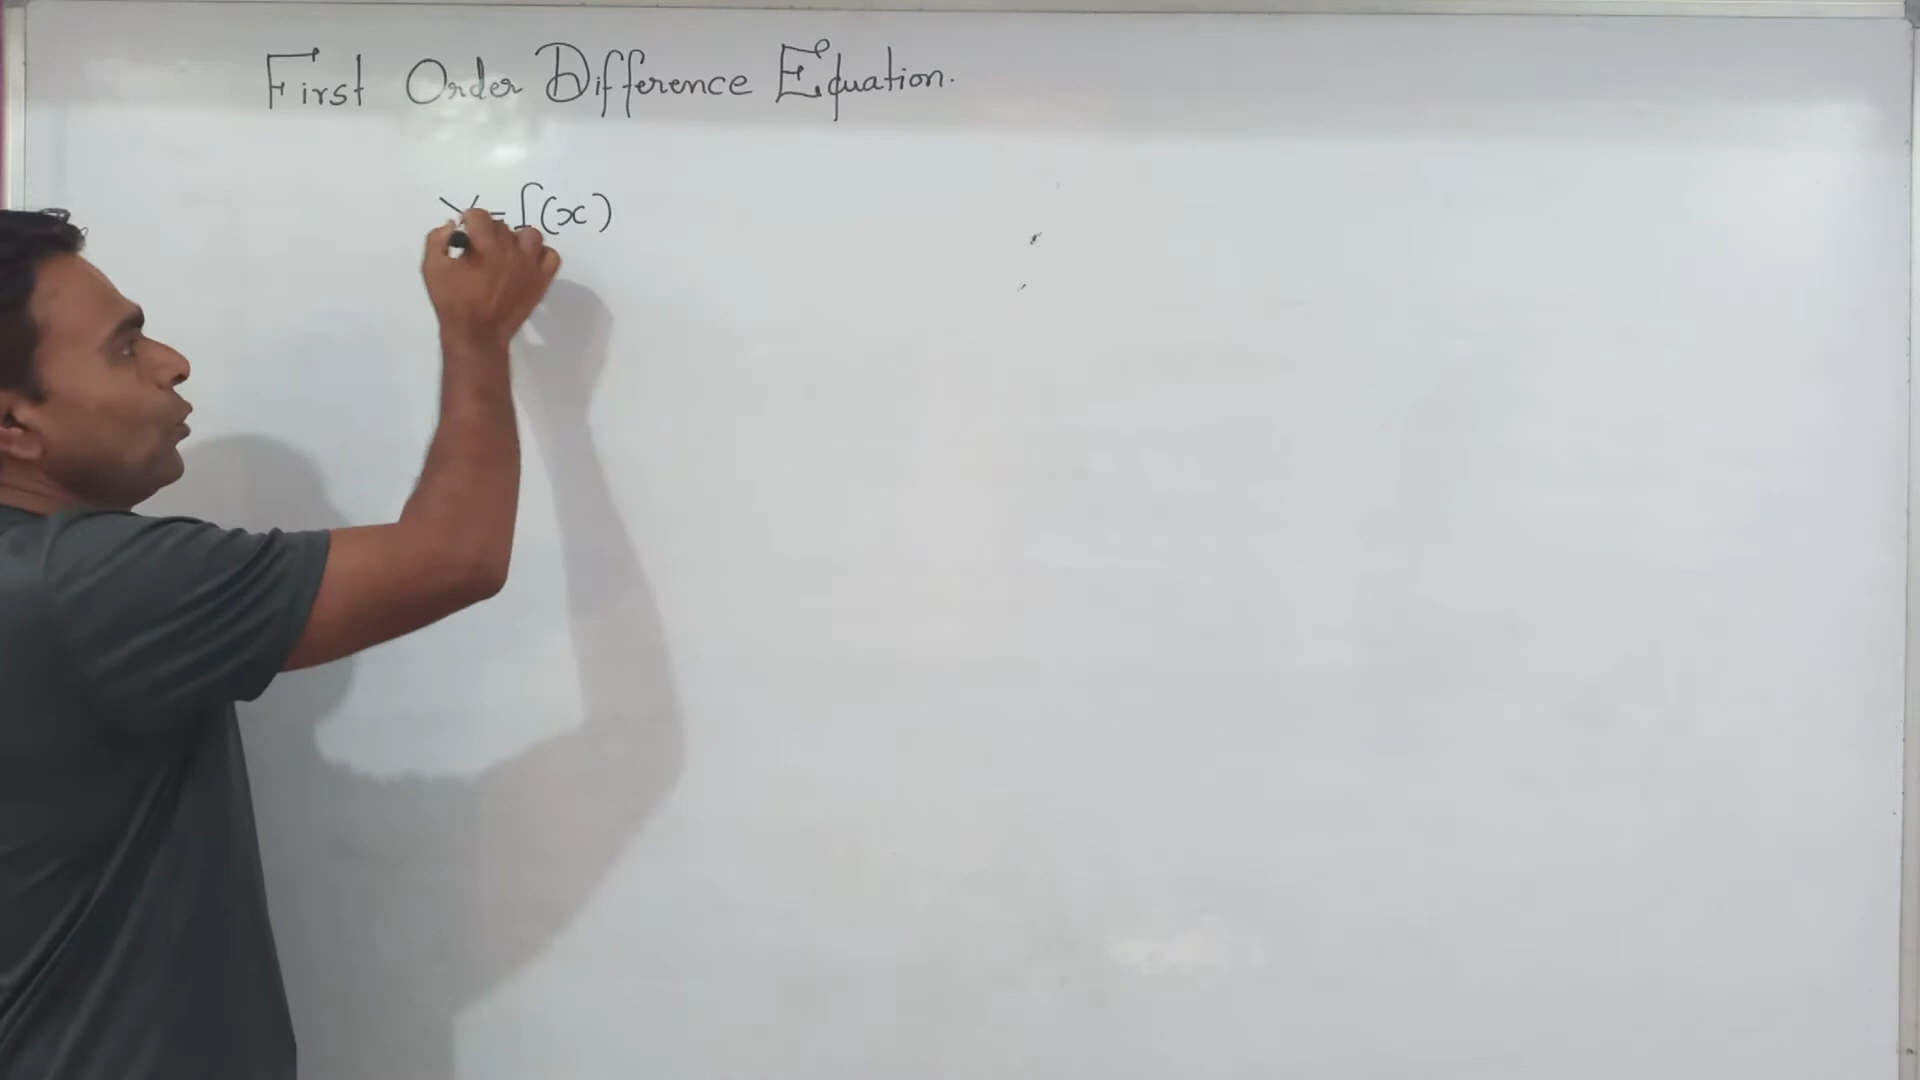 First Order Difference Equation.
Y=f(x)